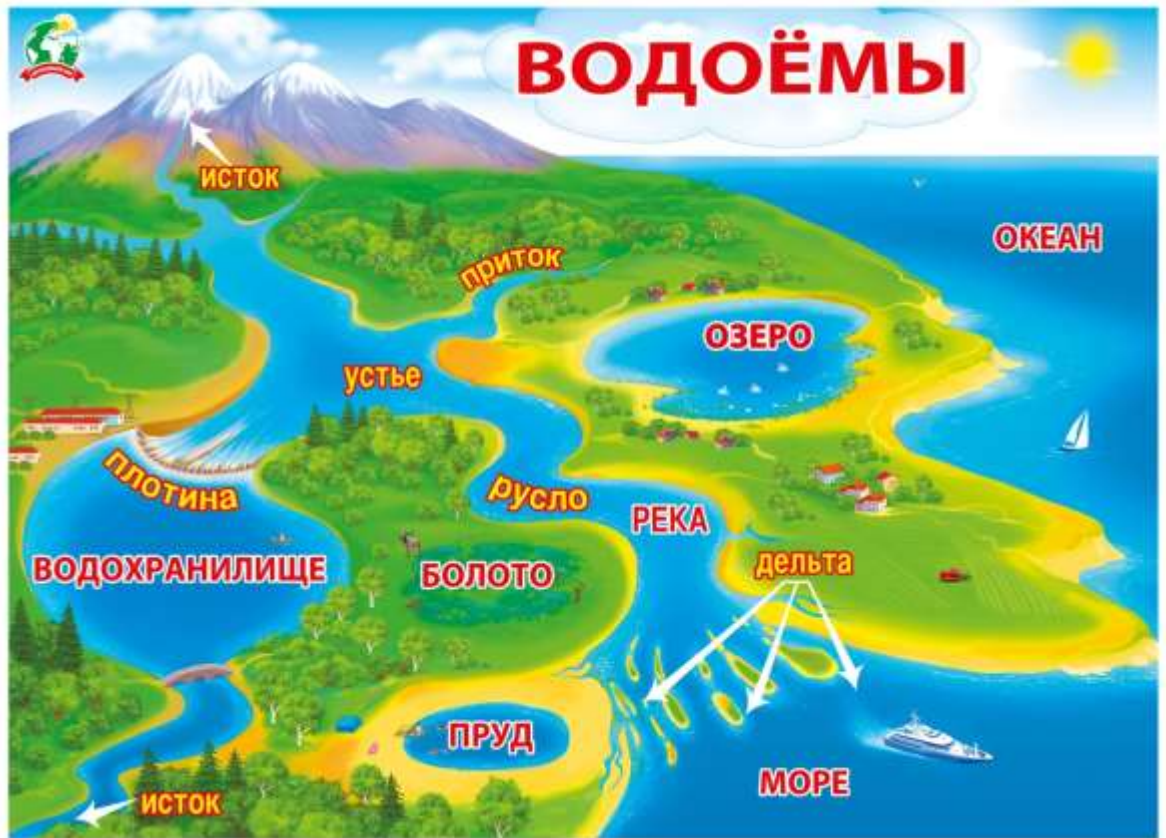 ВОДОЁМЫ
исток
ОКЕАН
приток
ОЗЕРО
устье
плотина
русло
РЕКА
ВОДОХРАНИЛИЩЕ
БОЛОТО
дельта
ПРУД
МОРЕ
исток